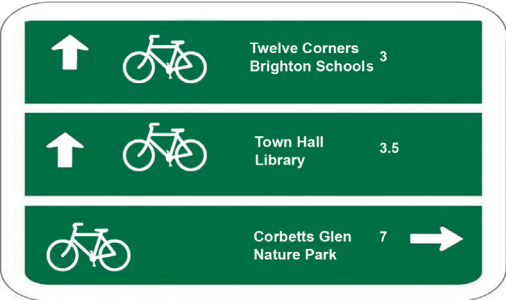 Twelve Corners
Brighton Schools 3
Town Hall 3.5
Library
Corbetts Glen 7
Nature Park